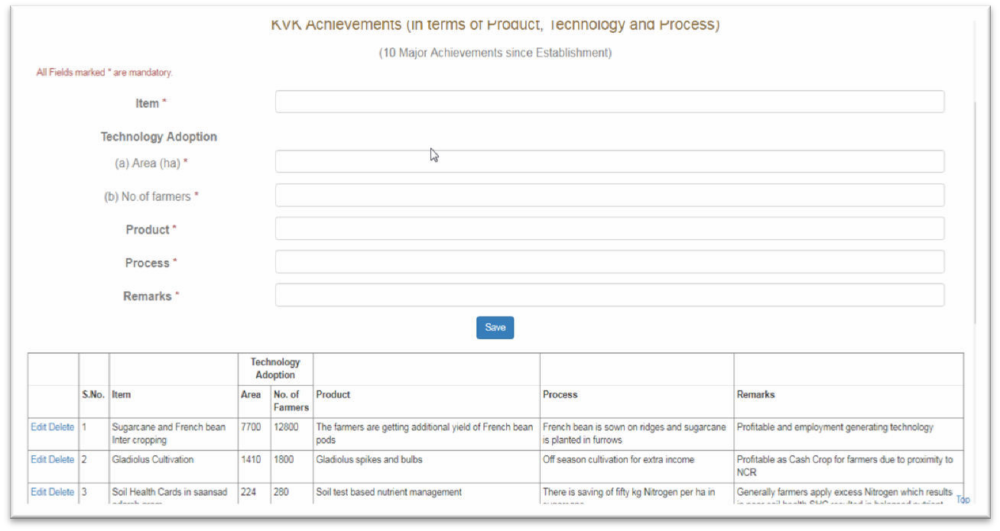 KVK Achievements (in terms of Product, Technology and Process)
(10 Major Achievements since Establishment)
All Fields marked * are mandatory.
Item *
Technology Adoption
(a) Area (ha) *
(b) No.of farmers *
Product *
Process *
Remarks *
Save
Technology
Adoption
S.No. Item Area No. of Product Process Remarks
Farmers
Edit Delete 1 Sugarcane and French bean 7700 12800 The farmers are getting additional yield of French bean French bean is sown on ridges and sugarcane Profitable and employment generating technology
Inter cropping pods is planted in furrows
Edit Delete 2 Gladiolus Cultivation 1410 1800 Gladiolus spikes and bulbs Off season cultivation for extra income Profitable as Cash Crop for farmers due to proximity to
NCR
Edit Delete 3 Soil Health Cards in saansad 224 280 Soil test based nutrient management There is saving of fifty kg Nitrogen per ha in Generally farmers apply excess Nitrogen which results
Top